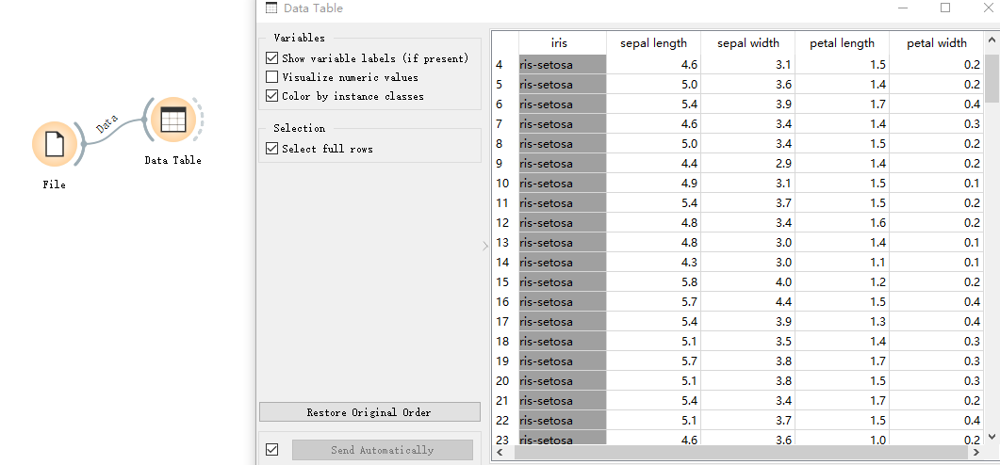 Data Table
Variables
Show variable labels (if present)
Visualize numeric values
Color by instance classes
Selection
Select full rows
Restore Original Order
Send Automatically
File
Data
Data Table
iris sepal length sepal width petal length petal width
4 ris-setosa 4.6 3.1 1.5 0.2
5 ris-setosa 5.0 3.6 1.4 0.2
6 ris-setosa 5.4 3.9 1.7 0.4
7 ris-setosa 4.6 3.4 1.4 0.3
8 ris-setosa 5.0 3.4 1.5 0.2
9 ris-setosa 4.4 2.9 1.4 0.2
10 ris-setosa 4.9 3.1 1.5 0.1
11 ris-setosa 5.4 3.7 1.5 0.2
12 ris-setosa 4.8 3.4 1.6 0.2
13 ris-setosa 4.8 3.0 1.4 0.1
14 ris-setosa 4.3 3.0 1.1 0.1
15 ris-setosa 5.8 4.0 1.2 0.2
16 ris-setosa 5.7 4.4 1.5 0.4
17 ris-setosa 5.4 3.9 1.3 0.4
18 ris-setosa 5.1 3.5 1.4 0.3
19 ris-setosa 5.7 3.8 1.7 0.3
20 ris-setosa 5.1 3.8 1.5 0.3
21 ris-setosa 5.4 3.4 1.7 0.2
22 ris-setosa 5.1 3.7 1.5 0.4
23 ris-setosa 4.6 3.6 1.0 0.2